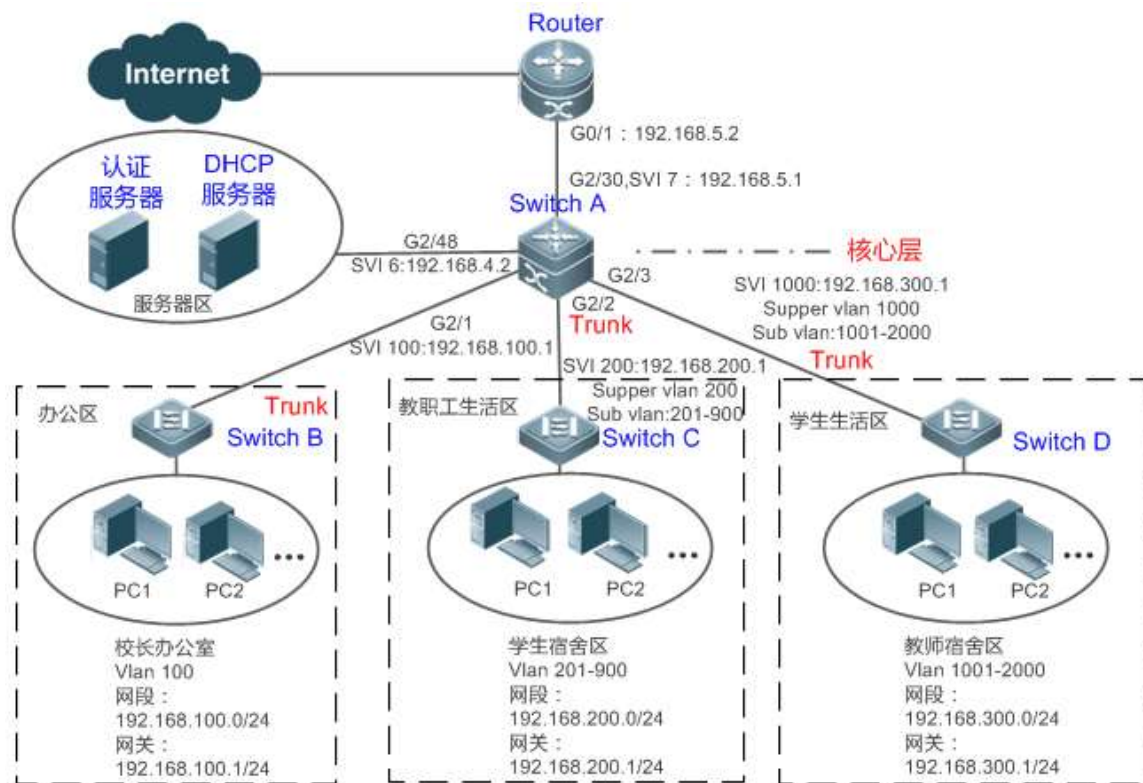 Router
Internet
G0/1：192.168.5.2
认证
服务器
DHCP
服务器
G2/30,SVI 7：192.168.5.1
Switch A
G2/48
SVI 6:192.168.4.2
服务器区
核心层
G2/3
SVI 1000:192.168.300.1
Supper vlan 1000
Sub vlan:1001-2000
G2/2
Trunk
G2/1
SVI 100:192.168.100.1
Trunk
SVI 200:192.168.200.1
Supper vlan 200
Sub vlan:201-900
办公区
Trunk
Switch B
教职工生活区
Switch C
学生生活区
Switch D
PC1
PC2
PC1
PC2
PC1
PC2
校长办公室
Vlan 100
网段：
192.168.100.0/24
网关：
192.168.100.1/24
学生宿舍区
Vlan 201-900
网段：
192.168.200.0/24
网关：
192.168.200.1/24
教师宿舍区
Vlan 1001-2000
网段：
192.168.300.0/24
网关：
192.168.300.1/24